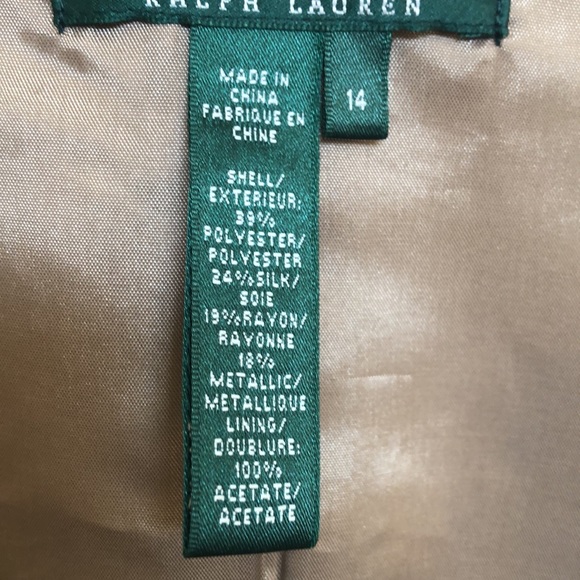 RALPH LAUREN
14
MADE IN
CHINA
FABRIQUE EN
CHINE
SHELL/
EXTERIEUR:
39%
POLYESTER/
POLYESTER
24%SILK/
SOIE
19%RAYON/
RAYONNE
18%
METALLIC/
METALLIQUE
LINING/
DOUBLURE:
100%
ACETATE/
ACETATE